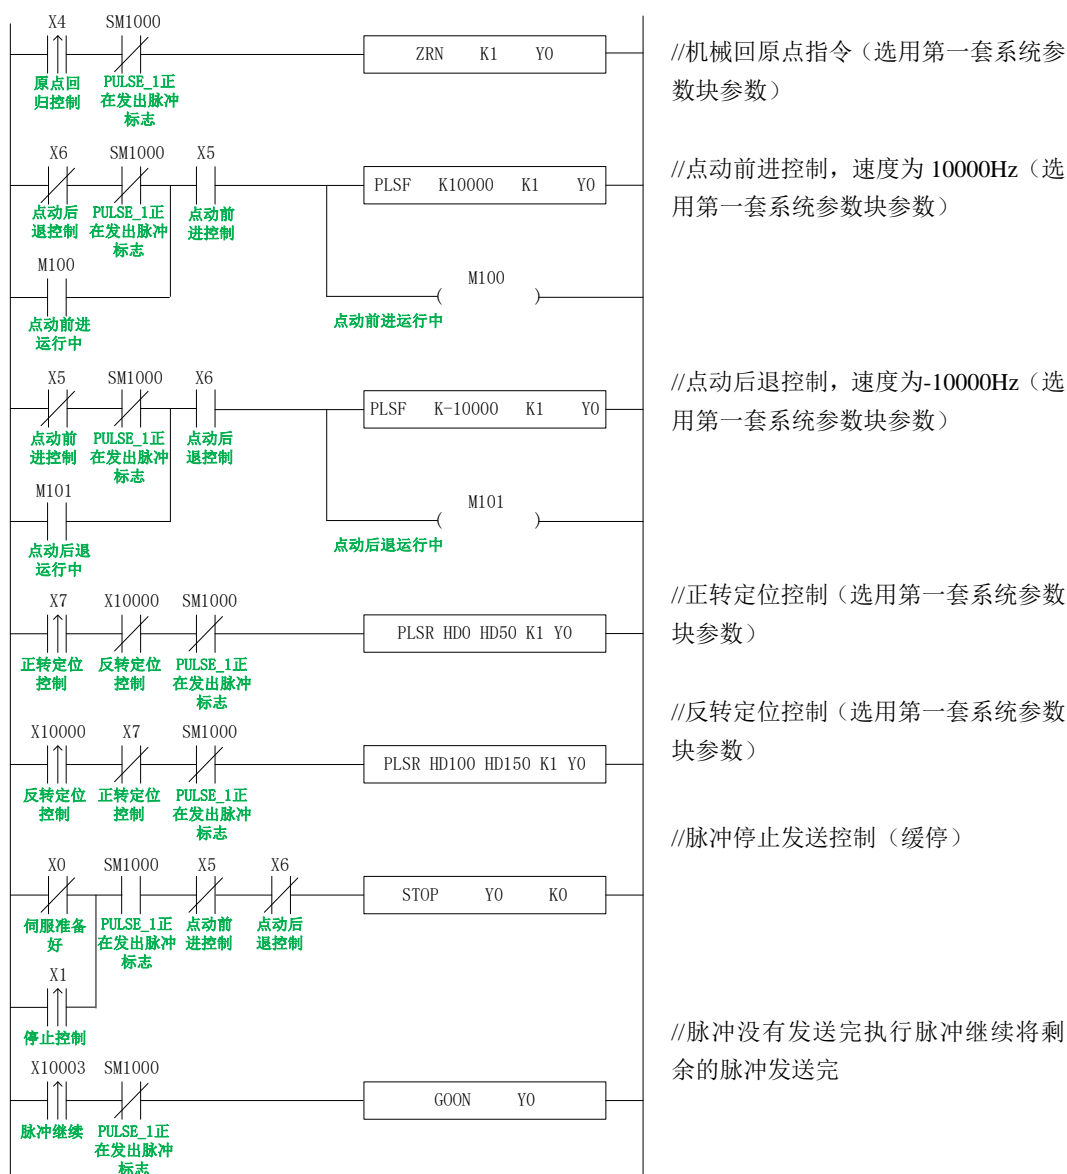 X4 SM1000
ZRN K1 Y0
原点回
归控制
PULSE_1正
在发出脉冲
标志
//机械回原点指令（选用第一套系统参
数块参数）
X6 SM1000 X5
PLSF K10000 K1 Y0
点动后
退控制
PULSE_1正
在发出脉冲
标志
点动前
进控制
//点动前进控制，速度为 10000Hz（选
用第一套系统参数块参数）
M100
点动前进
运行中
M100
( )
点动前进运行中
X5 SM1000 X6
PLSF K-10000 K1 Y0
点动前
进控制
PULSE_1正
在发出脉冲
标志
点动后
退控制
//点动后退控制，速度为-10000Hz（选
用第一套系统参数块参数）
M101
点动后退
运行中
M101
( )
点动后退运行中
X7 X10000 SM1000
PLSR HD0 HD50 K1 Y0
正转定位
控制
反转定位
控制
PULSE_1正
在发出脉冲
标志
//正转定位控制（选用第一套系统参数
块参数）
X10000 X7 SM1000
PLSR HD100 HD150 K1 Y0
反转定位
控制
正转定位
控制
PULSE_1正
在发出脉冲
标志
//反转定位控制（选用第一套系统参数
块参数）
//脉冲停止发送控制（缓停）
X0 SM1000 X5 X6
STOP Y0 K0
伺服准备
好
PULSE_1正
在发出脉冲
标志
点动前
进控制
点动后
退控制
X1
停止控制
//脉冲没有发送完执行脉冲继续将剩
余的脉冲发送完
X10003 SM1000
GOON Y0
脉冲继续
PULSE_1正
在发出脉冲
标志